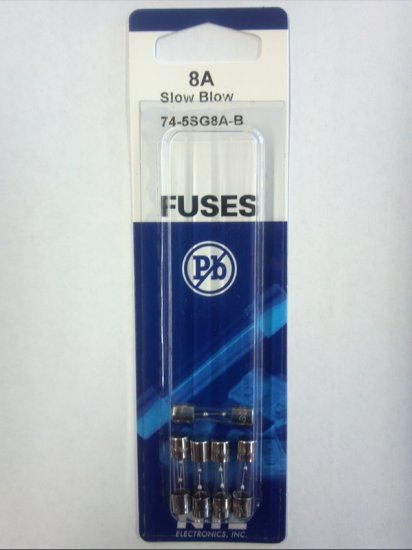 8A
Slow Blow
74-5SG8A-B
FUSES
Pb
ELECTRONICS, INC.